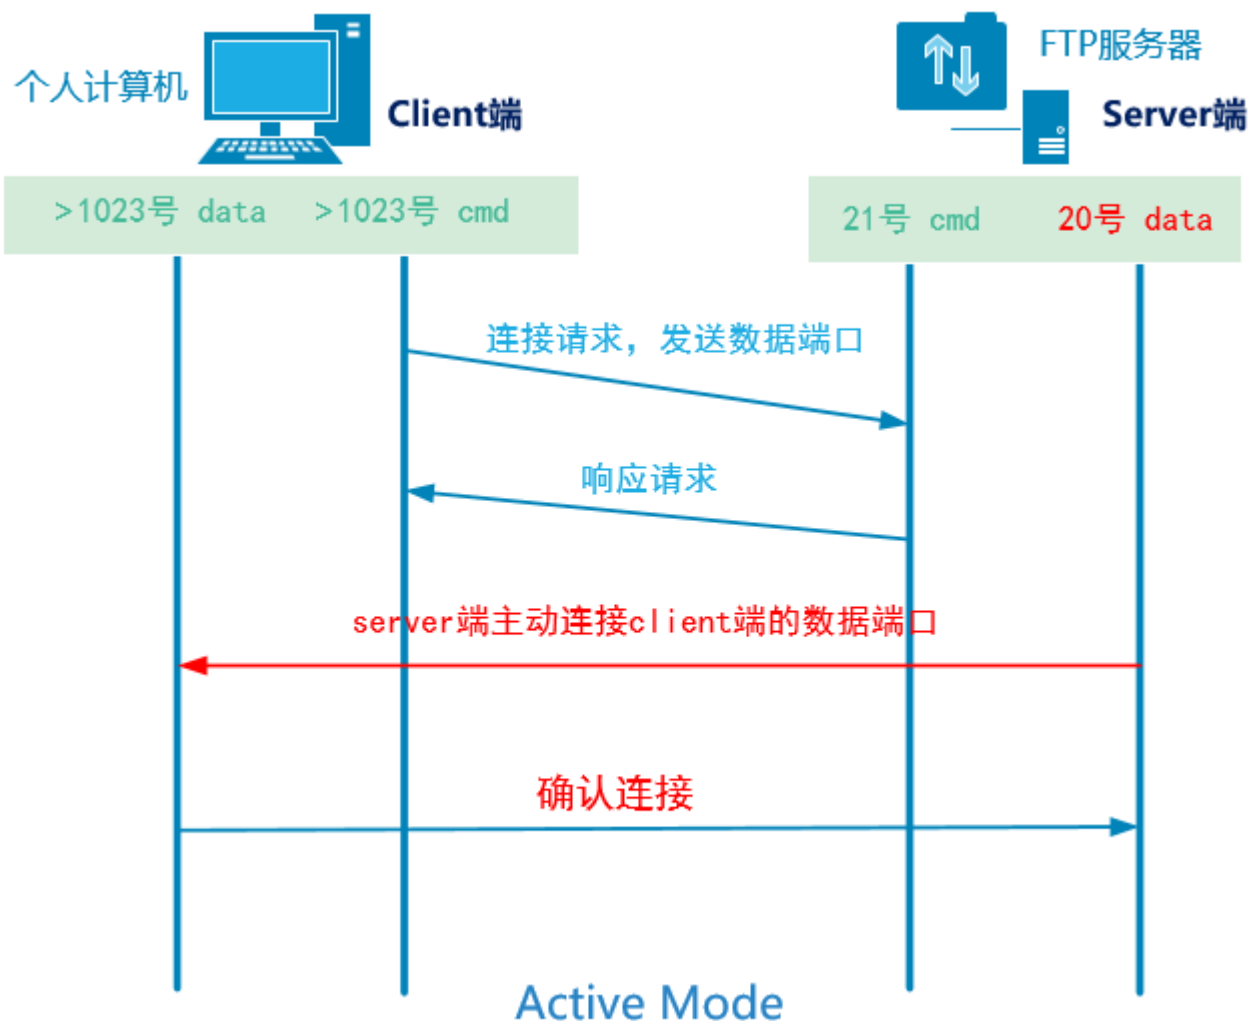 个人计算机
Client端
FTP服务器
Server端
>1023号 data
>1023号 cmd
21号 cmd
20号 data
连接请求，发送数据端口
响应请求
server端主动连接client端的数据端口
确认连接
Active Mode